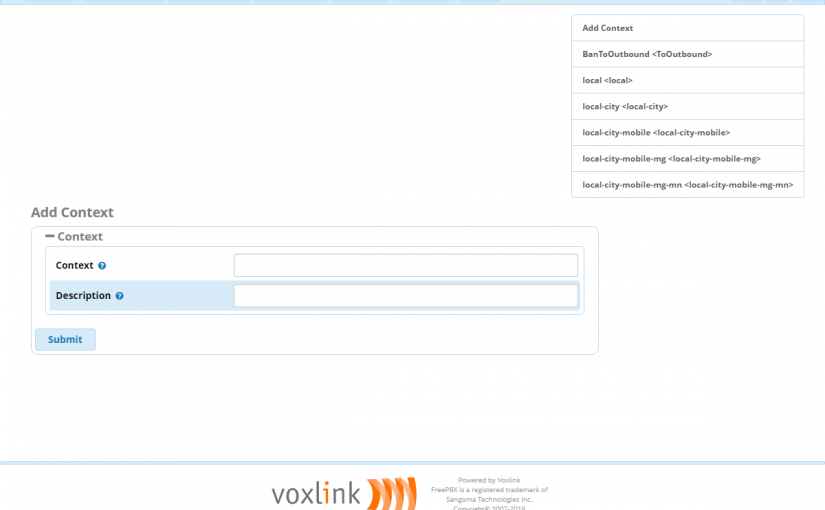 Add Context
BanToOutbound <ToOutbound>
local <local>
local-city <local-city>
local-city-mobile <local-city-mobile>
local-city-mobile-mg <local-city-mobile-mg>
local-city-mobile-mg-mn <local-city-mobile-mg-mn>
Add Context
Context
Context
Description
Submit
voxlink
Powered by Voxlink
FreePBX is a registered trademark of
Sangoma Technologies Inc.
Copyright© 2007-2018